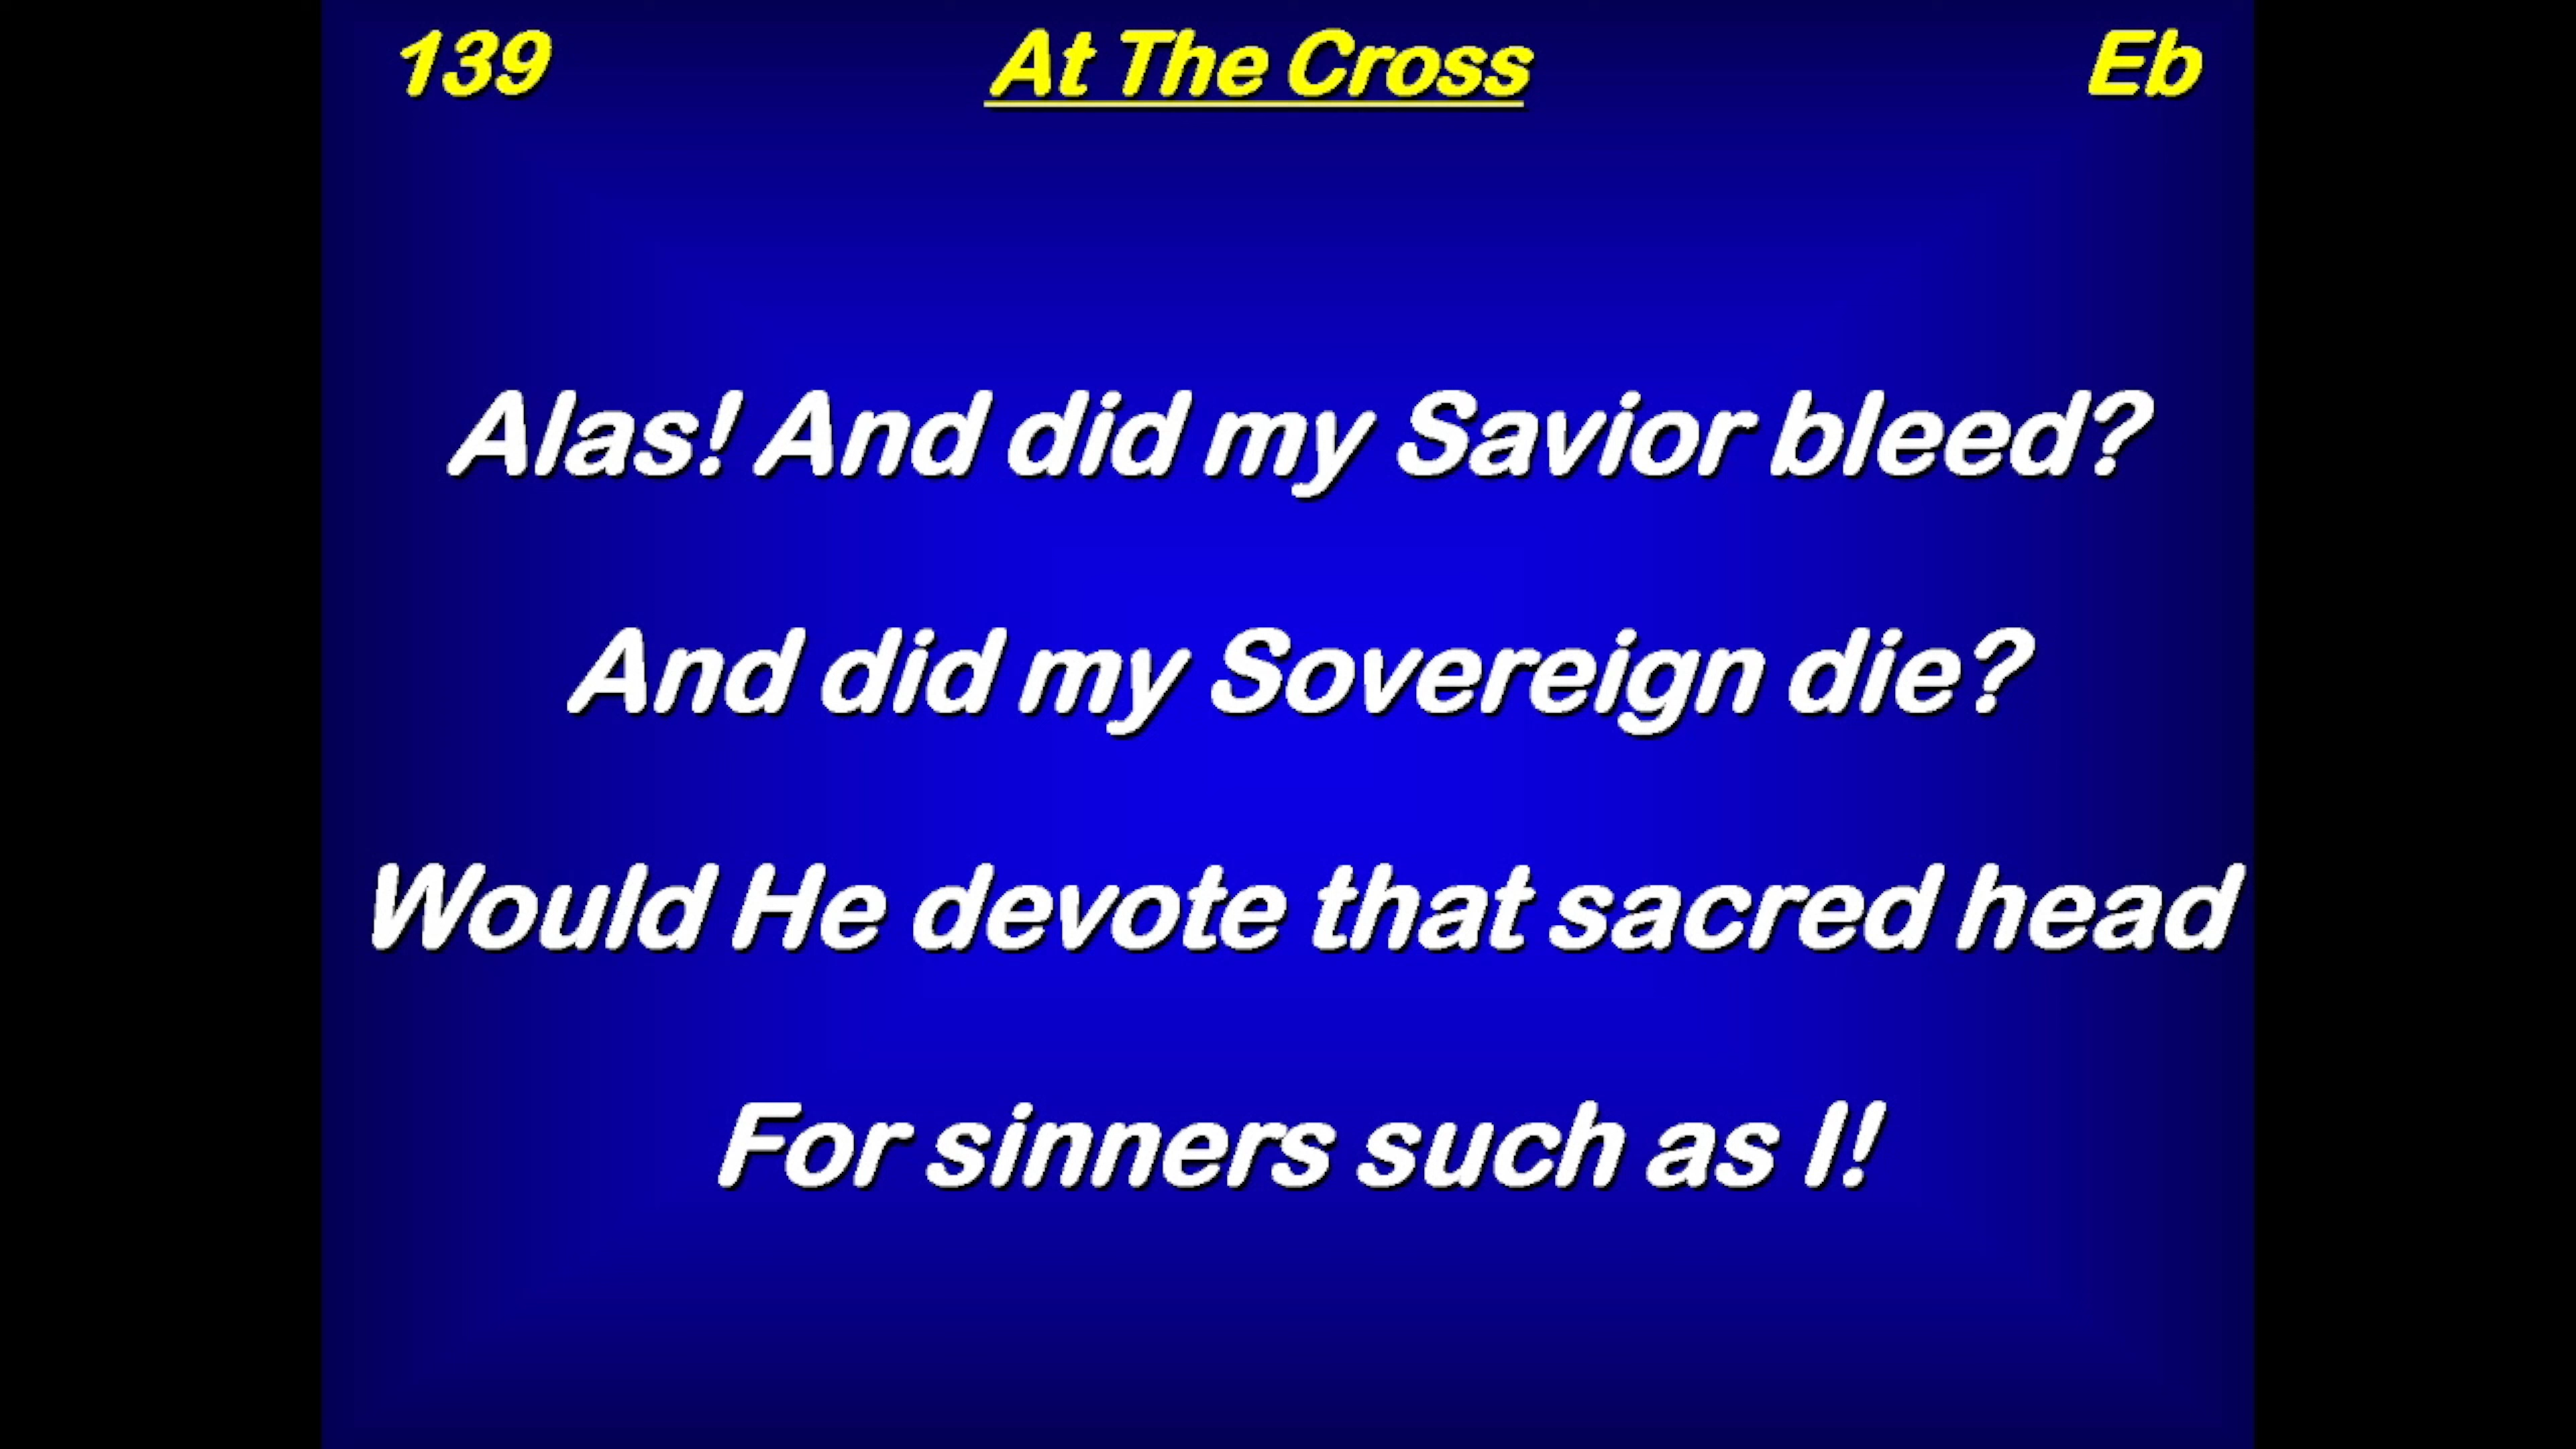 139 At The Cross Eb
Alas! And did my Savior bleed?
And did my Sovereign die?
Would He devote that sacred head
For sinners such as I!